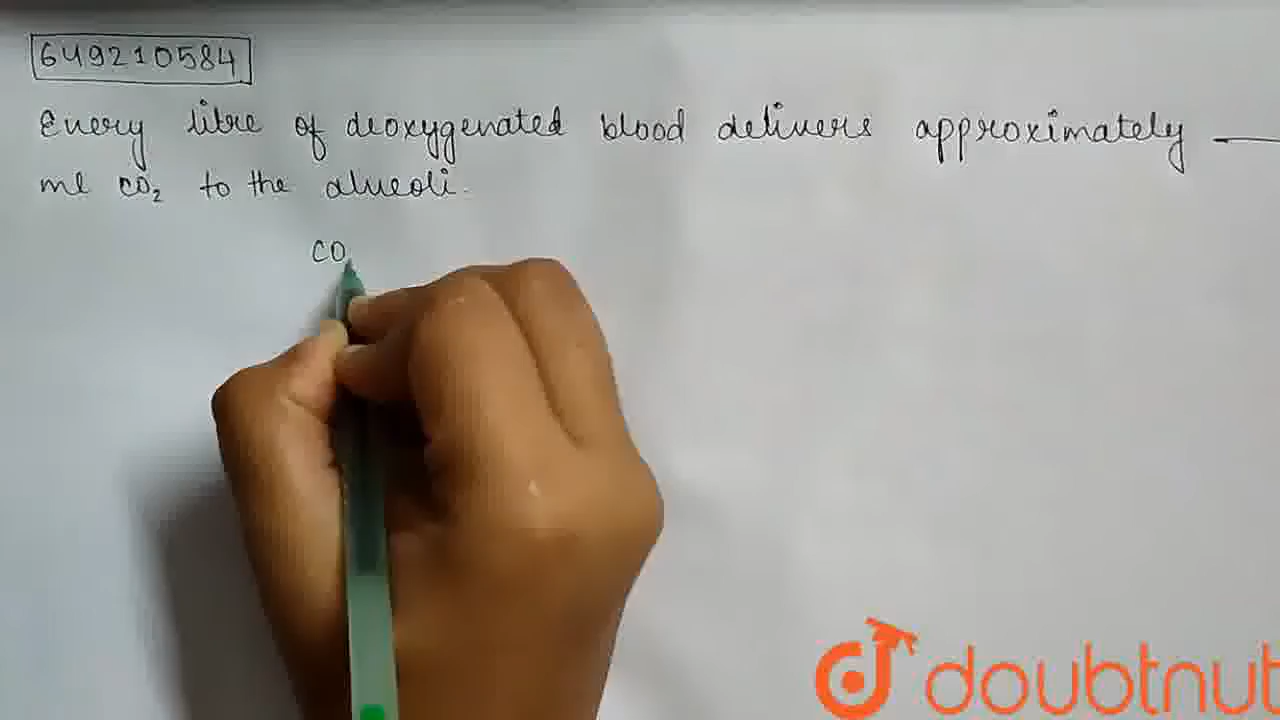 649210584
Every litre of deoxygenated blood delivers approximately —
ml CO₂ to the alveoli.
CO
doubtnut